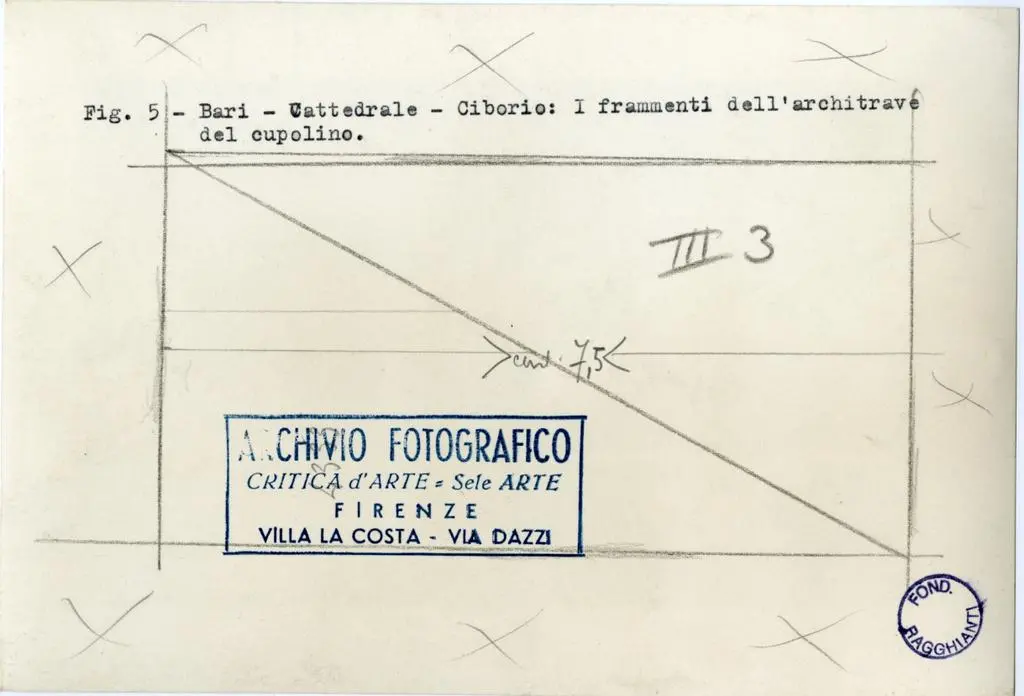 Fig. 5 - Bari - Cattedrale - Ciborio: I frammenti dell'architrave
del cupolino.
III 3
7,5
ARCHIVIO FOTOGRAFICO
CRITICA d'ARTE = Sele ARTE
FIRENZE
VILLA LA COSTA - VIA DAZZI
FOND.
RAGGHIANTI